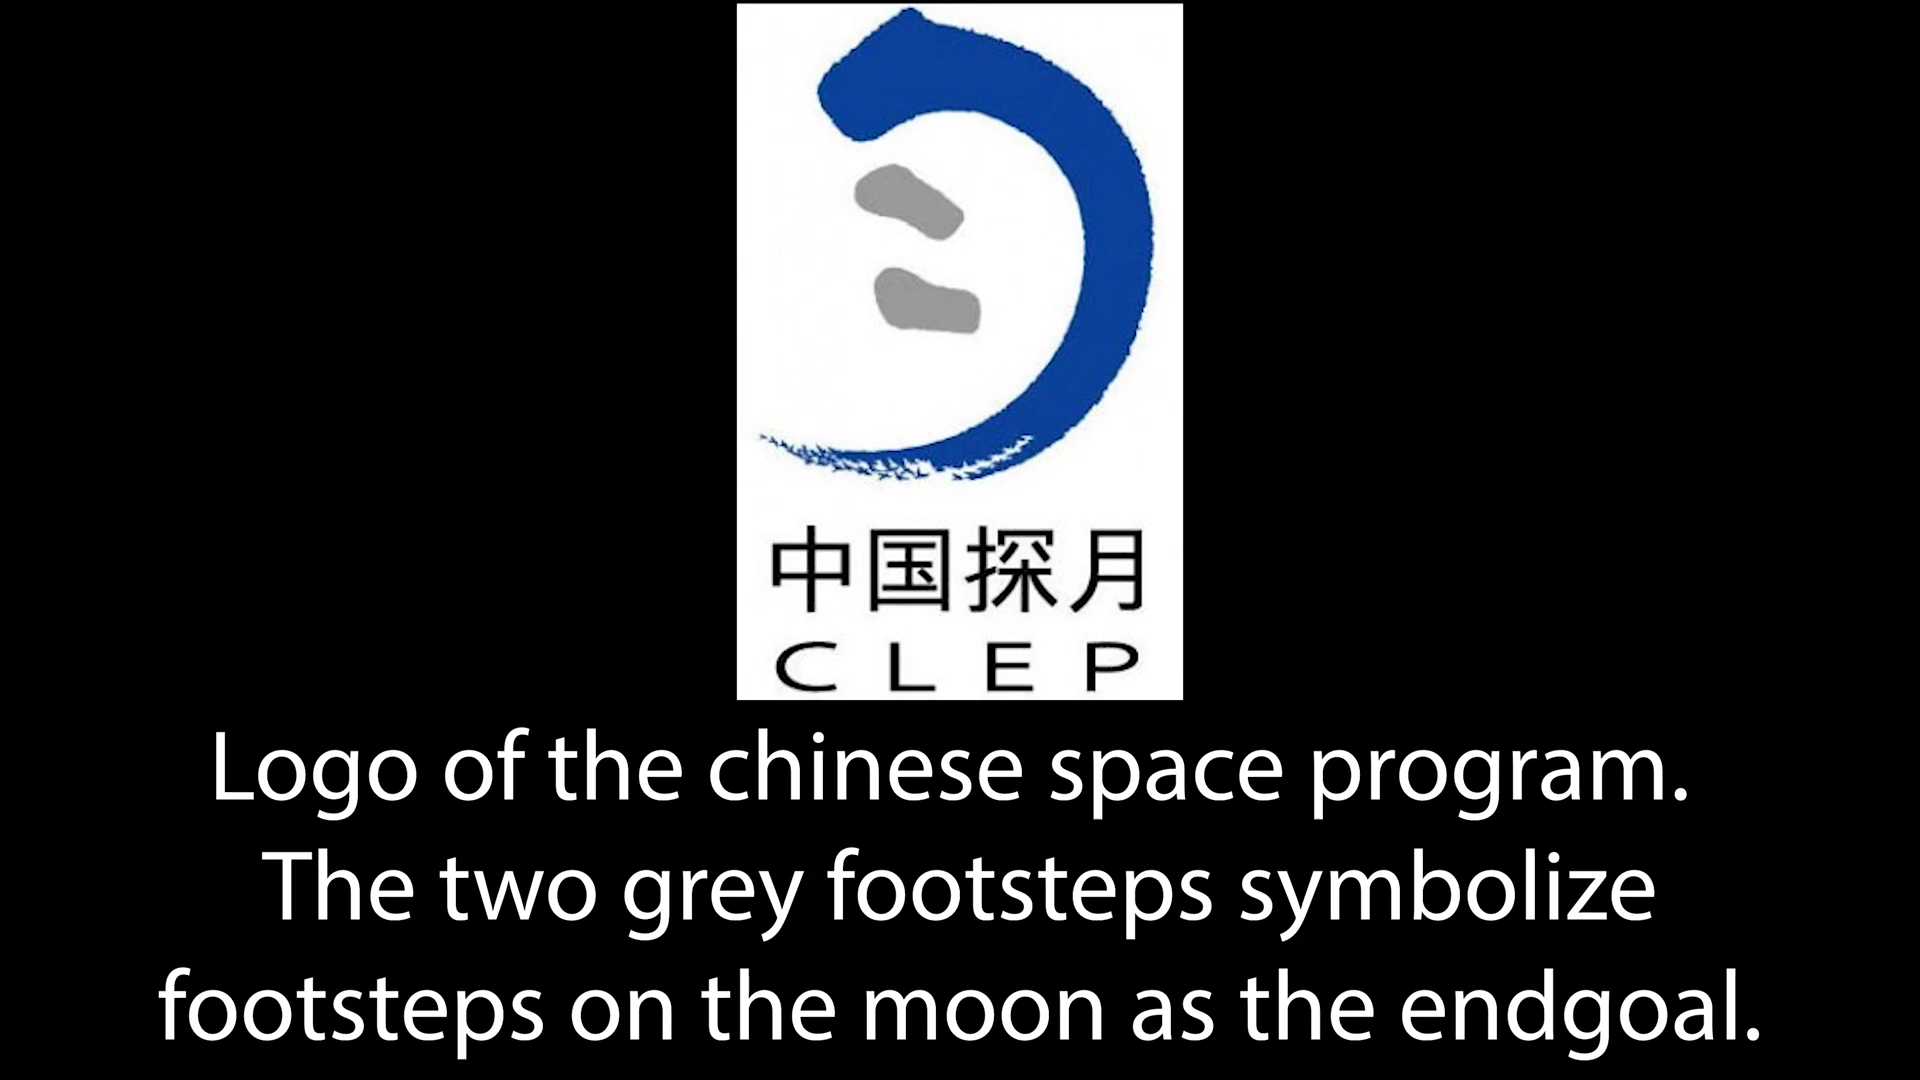 中国探月
CLEP
Logo of the chinese space program.
The two grey footsteps symbolize
footsteps on the moon as the endgoal.